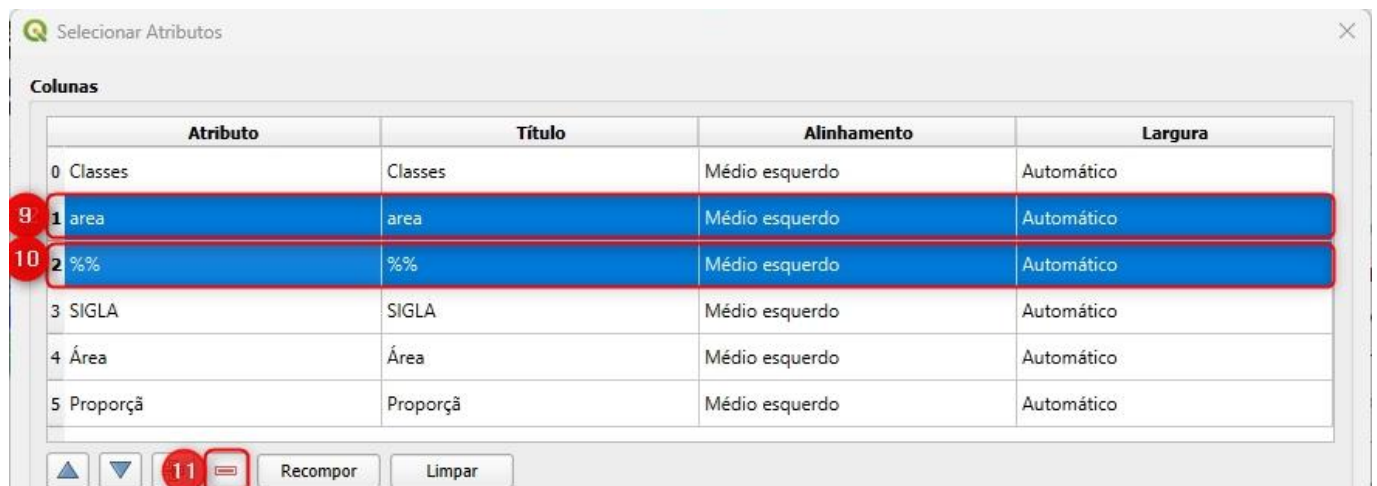 Selecionar Atributos
Colunas
Atributo Título Alinhamento Largura
0 Classes Classes Médio esquerdo Automático
9 1 area area Médio esquerdo Automático
10 2 %% %% Médio esquerdo Automático
3 SIGLA SIGLA Médio esquerdo Automático
4 Área Área Médio esquerdo Automático
5 Proporçã Proporçã Médio esquerdo Automático
11 Recompor Limpar